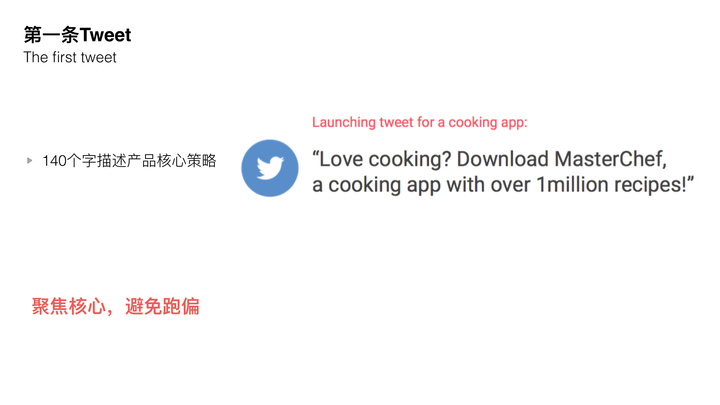 第一条Tweet
The first tweet
140个字描述产品核心策略
Launching tweet for a cooking app:
“Love cooking? Download MasterChef,
a cooking app with over 1million recipes!”
聚焦核心，避免跑偏